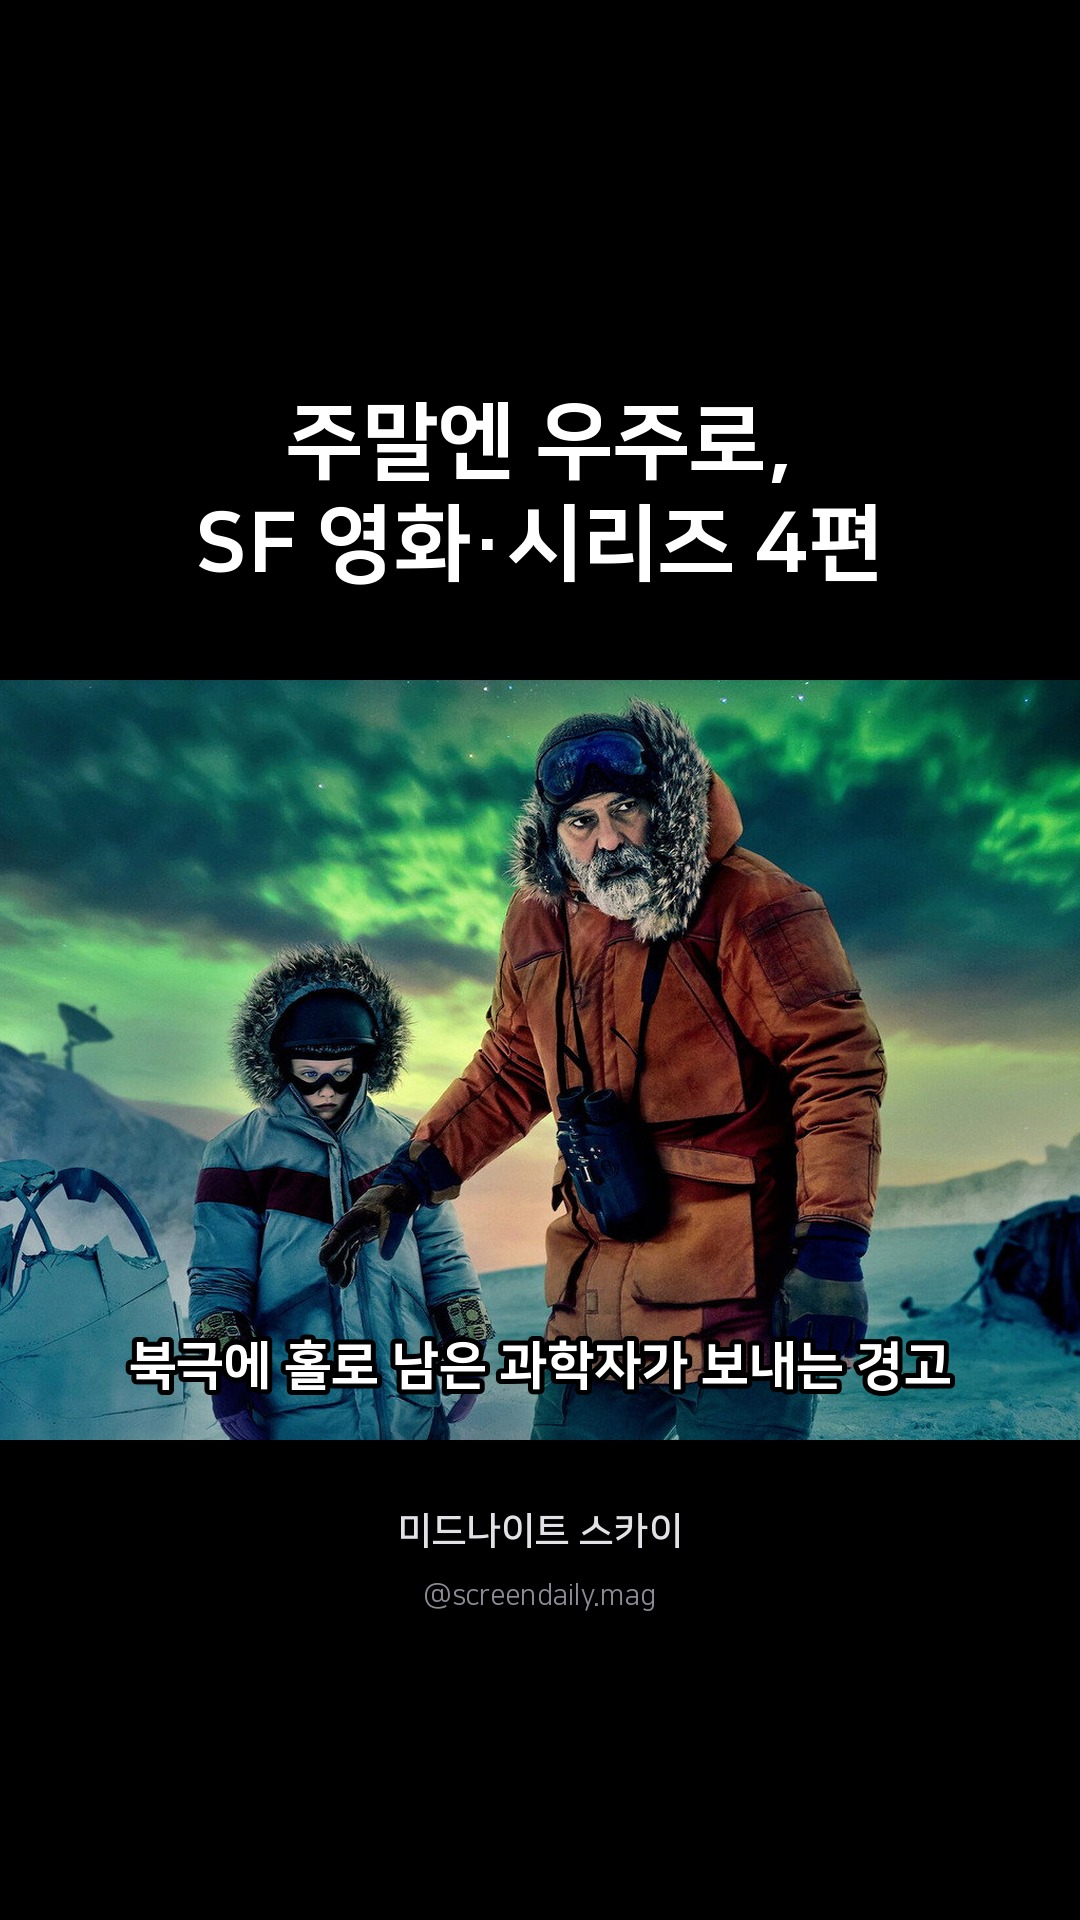 주말엔 우주로,
SF 영화·시리즈 4편
북극에 홀로 남은 과학자가 보내는 경고
미드나이트 스카이
@screendaily.mag